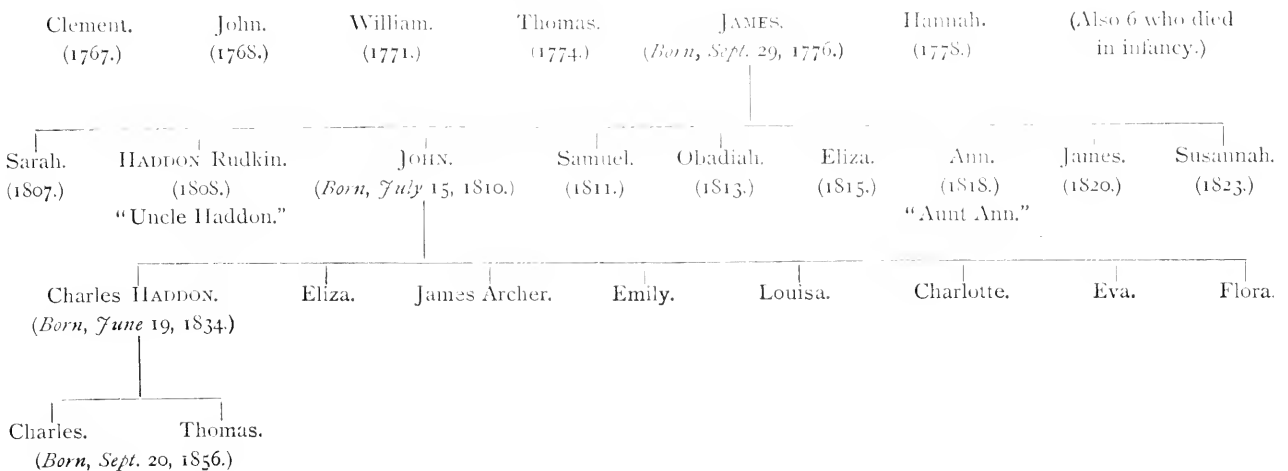 Clement. John. William. Thomas. JAMES. Hannah. (Also 6 who died
(1767.) (1768.) (1771.) (1774.) (Born, Sept. 29, 1776.) (1778.) in infancy.)
Sarah. HADDON Rudkin. JOHN. Samuel. Obadiah. Eliza. Ann. James. Susannah.
(1807.) (1808.) (Born, July 15, 1810.) (1811.) (1813.) (1815.) (1818.) (1820.) (1823.)
"Uncle Haddon." "Aunt Ann."
Charles HADDON. Eliza. James Archer. Emily. Louisa. Charlotte. Eva. Flora.
(Born, June 19, 1834.)
Charles. Thomas.
(Born, Sept. 20, 1856.)